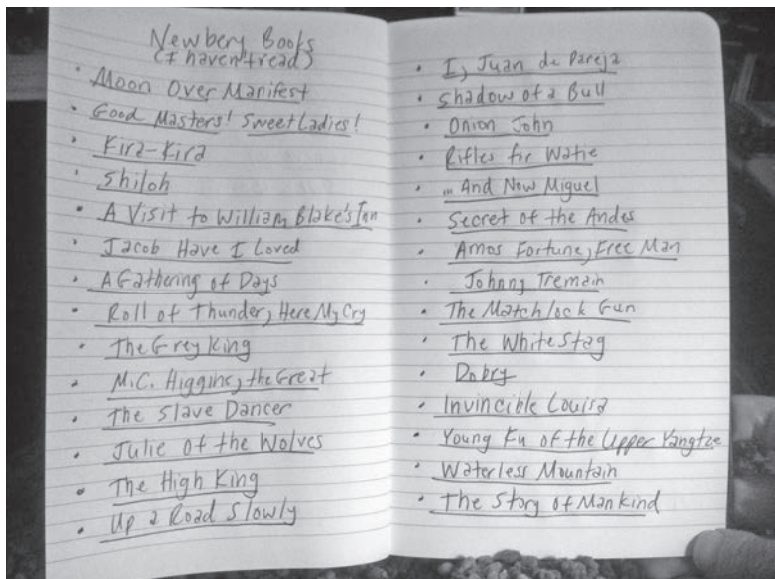 Newbery Books
(I haven't read)
• Moon Over Manifest
• Good Masters! Sweet Ladies!
• Kira-Kira
• Shiloh
• A Visit to William Blake's Inn
• Jacob Have I Loved
• A Gathering of Days
• Roll of Thunder, Here My Cry
• The Grey King
• M.C. Higgins, the Great
• The Slave Dancer
• Julie of the Wolves
• The High King
• Up a Road Slowly
• I, Juan de Pareja
• Shadow of a Bull
• Onion John
• Rifles for Watie
• ...And Now Miguel
• Secret of the Andes
• Amos Fortune, Free Man
• Johnny Tremain
• The Matchlock Gun
• The White Stag
• Dobry
• Invincible Louisa
• Young Fu of the Upper Yangtze
• Waterless Mountain
• The Story of Mankind